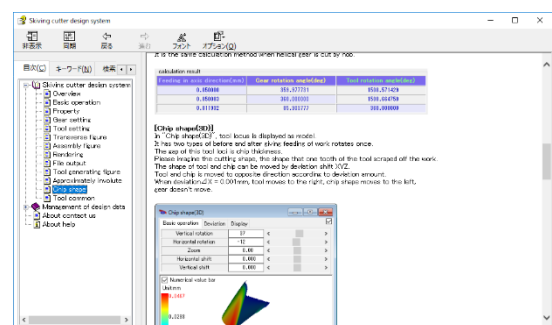 Skiving cutter design system
非表示 同期 戻る 進む フォント オプション(O)
目次(C) キーワード(N) 検索
Skiving cutter design system
Overview
Basic operation
Property
Gear setting
Tool setting
Transverse figure
Assembly figure
Rendering
File output
Tool generating figure
Approximately Involute
Chip shape
Tool common
Management of design data
About contact us
About help
It is the same calculation method when helical gear is cut by hob.
calculation result
Feeding in axis direction(mm) Gear rotation angle(deg) Tool rotation angle(deg)
[Chip shape(3D)]
In "Chip shape(3D)", tool locus is displayed as model.
It has two types of before and after giving feeding of work rotates once.
The gap of this tool loci is chip thickness.
Please imagine the cutting shape, the shape that one tooth of the tool scraped off the work.
The shape of tool and chip can be moved by deviation shift XYZ.
Tool and chip is moved to opposite direction according to deviation amount.
When deviation⊿X = 0.001mm, tool moves to the right, chip shape moves to the left,
gear doesn't move.
Chip shape(3D)
Basic operation Deviation Display
Vertical rotation 37 < >
Horizontal rotation -12 < >
Zoom 0.00 < >
Horizontal shift 0.000 < >
Vertical shift 0.000 < >
Numerical value bar
Unit:mm